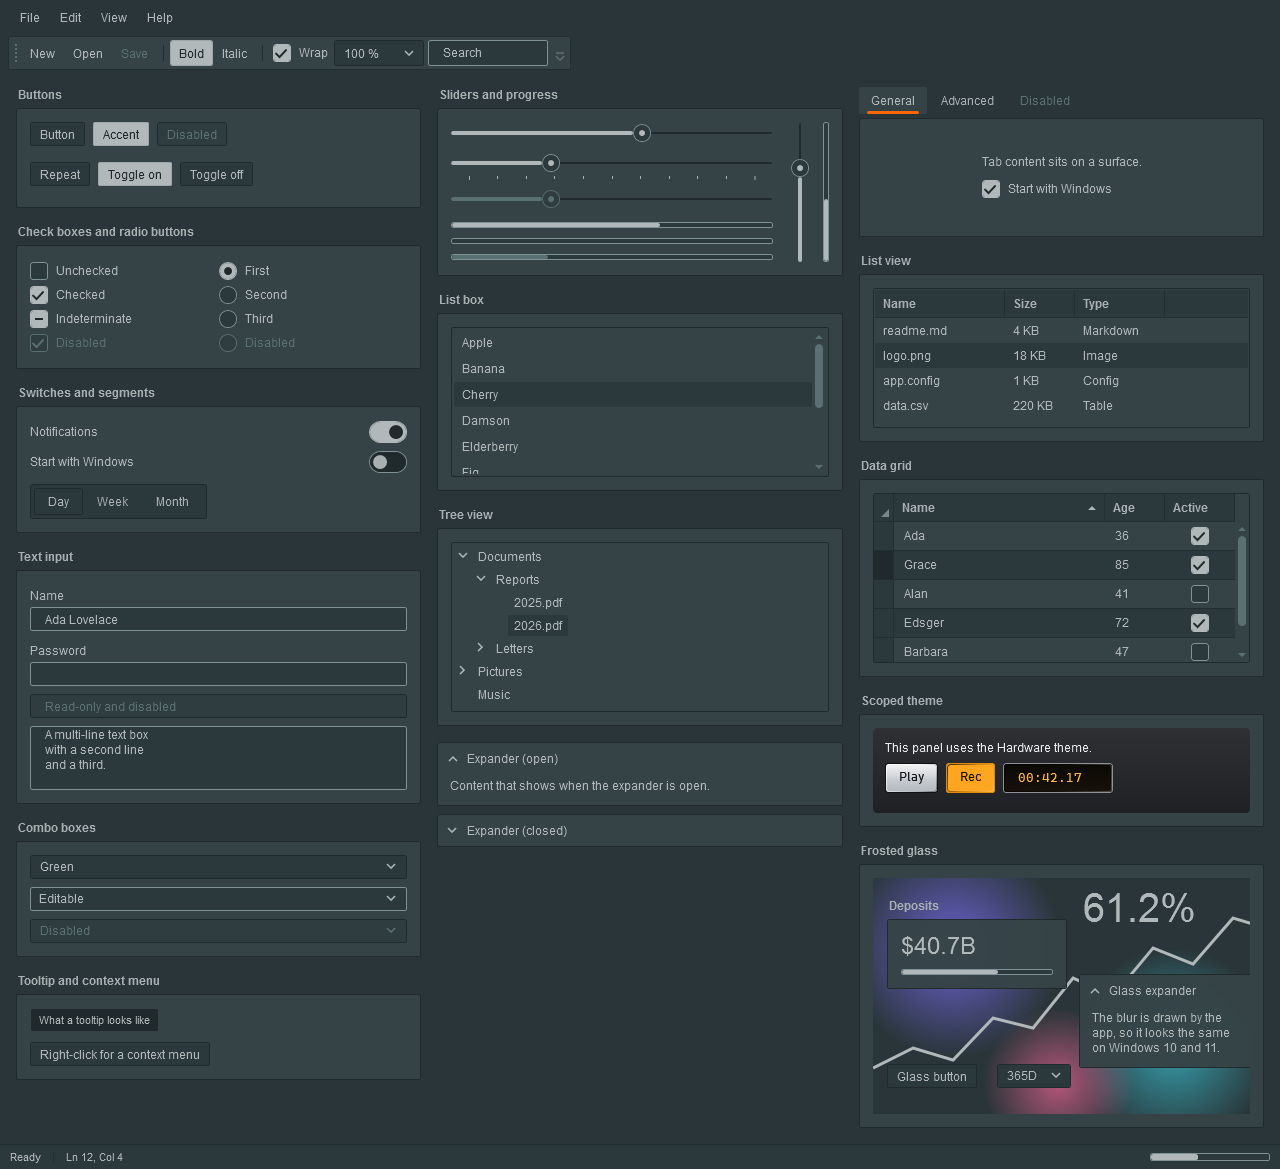 File Edit View Help
New Open Save Bold Italic Wrap 100 % Search
Buttons
Button Accent Disabled
Repeat Toggle on Toggle off
Check boxes and radio buttons
Unchecked First
Checked Second
Indeterminate Third
Disabled Disabled
Switches and segments
Notifications
Start with Windows
Day Week Month
Text input
Name
Ada Lovelace
Password
Read-only and disabled
A multi-line text box
with a second line
and a third.
Combo boxes
Green
Editable
Disabled
Tooltip and context menu
What a tooltip looks like
Right-click for a context menu
Sliders and progress
List box
Apple
Banana
Cherry
Damson
Elderberry
Fig
Tree view
Documents
Reports
2025.pdf
2026.pdf
Letters
Pictures
Music
Expander (open)
Content that shows when the expander is open.
Expander (closed)
General Advanced Disabled
Tab content sits on a surface.
Start with Windows
List view
Name Size Type
readme.md 4 KB Markdown
logo.png 18 KB Image
app.config 1 KB Config
data.csv 220 KB Table
Data grid
Name Age Active
Ada 36
Grace 85
Alan 41
Edsger 72
Barbara 47
Scoped theme
This panel uses the Hardware theme.
Play Rec 00:42.17
Frosted glass
Deposits
$40.7B
61.2%
Glass expander
The blur is drawn by the
app, so it looks the same
on Windows 10 and 11.
Glass button 365D
Ready Ln 12, Col 4